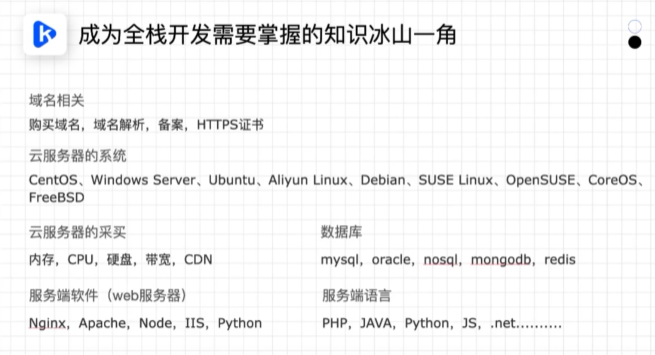 成为全栈开发需要掌握的知识冰山一角
域名相关
购买域名，域名解析，备案，HTTPS证书
云服务器的系统
CentOS、Windows Server、Ubuntu、Aliyun Linux、Debian、SUSE Linux、OpenSUSE、CoreOS、
FreeBSD
云服务器的采买
内存，CPU，硬盘，带宽，CDN
数据库
mysql，oracle，nosql，mongodb，redis
服务端软件（web服务器）
Nginx，Apache，Node，IIS，Python
服务端语言
PHP，JAVA，Python，JS，.net..........